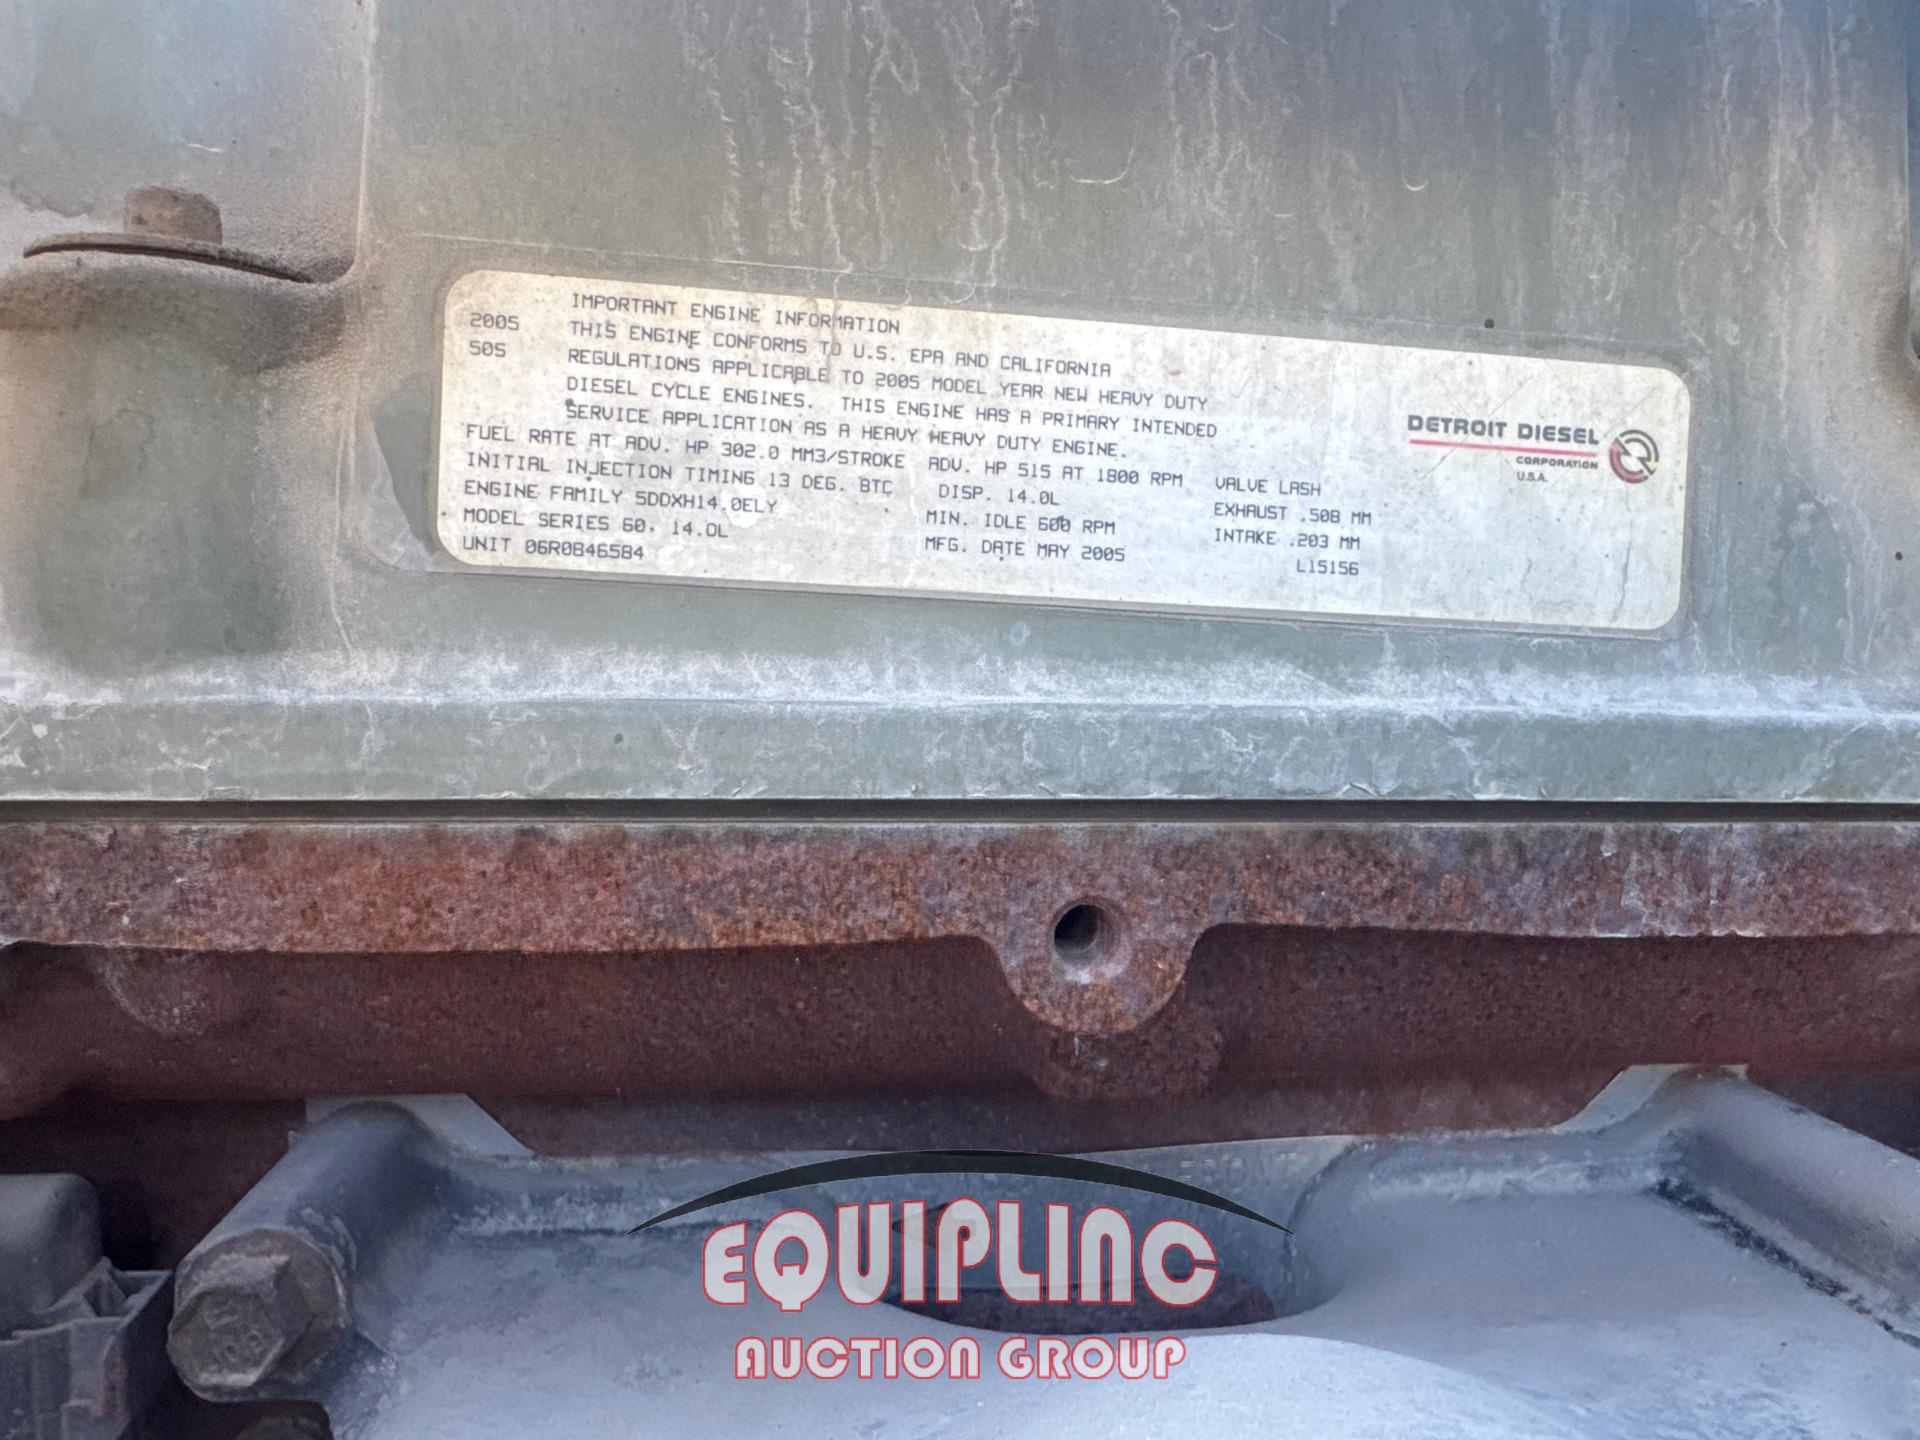 2005
50S
IMPORTANT ENGINE INFORMATION
THIS ENGINE CONFORMS TO U.S. EPA AND CALIFORNIA
REGULATIONS APPLICABLE TO 2005 MODEL YEAR NEW HEAVY DUTY
DIESEL CYCLE ENGINES. THIS ENGINE HAS A PRIMARY INTENDED
SERVICE APPLICATION AS A HEAVY HEAVY DUTY ENGINE.
FUEL RATE AT ADV. HP 302.0 MM3/STROKE ADV. HP 515 AT 1800 RPM VALVE LASH
INITIAL INJECTION TIMING 13 DEG. BTC DISP. 14.0L EXHAUST .508 MM
ENGINE FAMILY 5DDXH14.0ELY MIN. IDLE 600 RPM INTAKE .203 MM
MODEL SERIES 60, 14.0L MFG. DATE MAY 2005 L15156
UNIT 06R0846584
DETROIT DIESEL
CORPORATION
U.S.A.
FRONT
EQUIPLINC
AUCTION GROUP